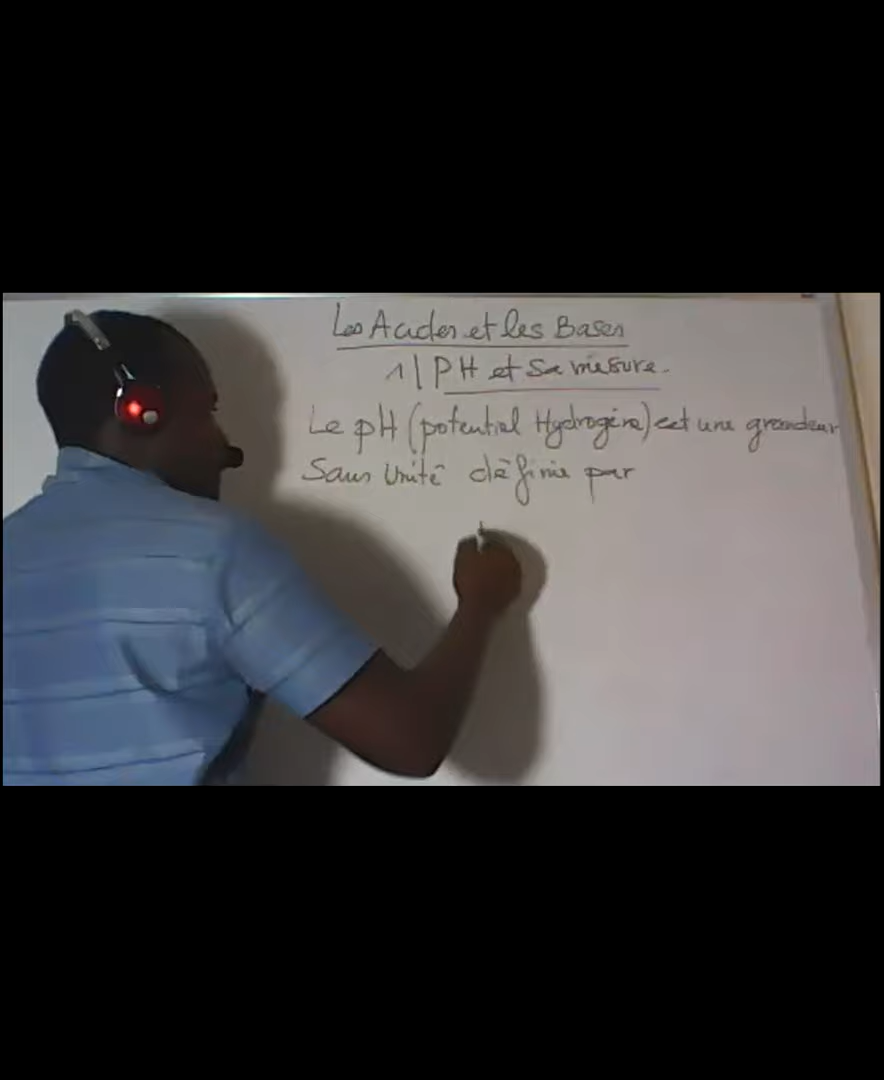 Les Acides et les Bases
1/ PH et Sa mesure.
Le pH (potentiel Hydrogène) est une grandeur
Sans Unité définie par